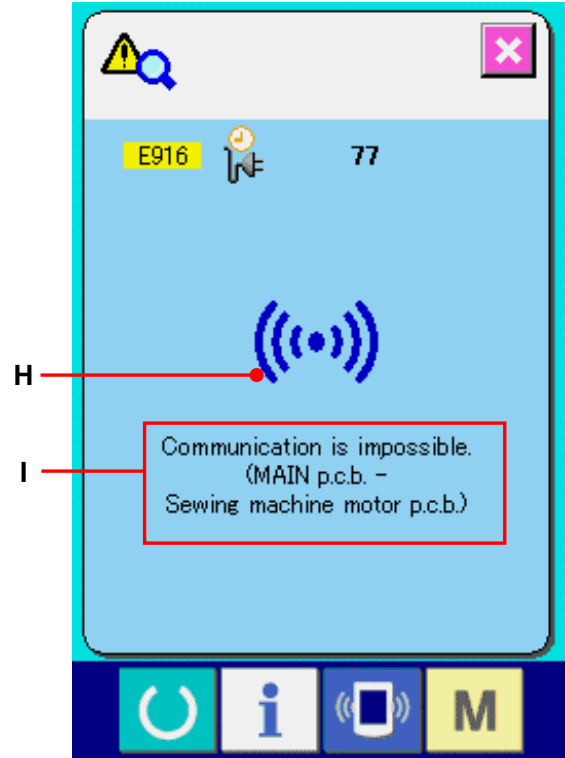 E916 77
H
Communication is impossible.
(MAIN p.c.b. -
I
Sewing machine motor p.c.b.)
i M